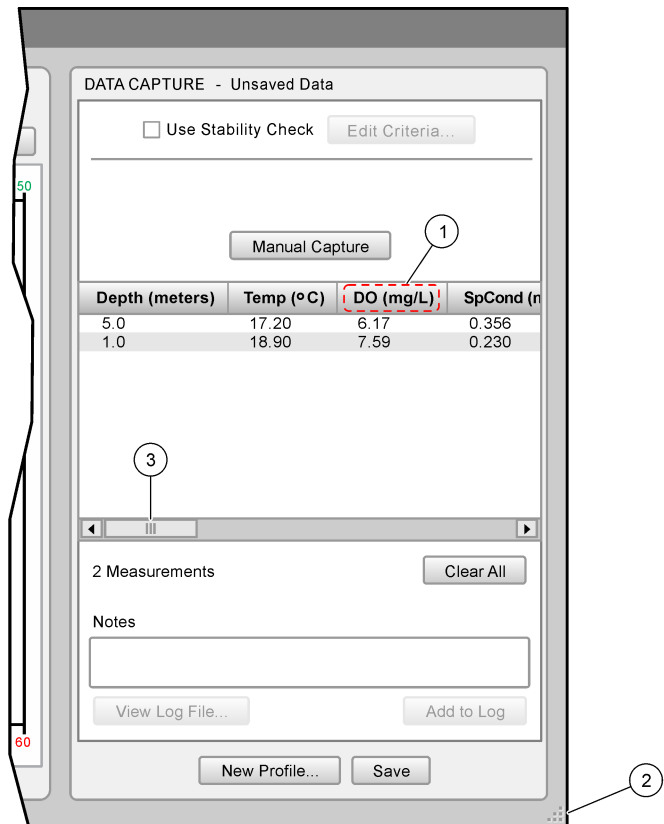 DATA CAPTURE - Unsaved Data
Use Stability Check Edit Criteria...
50
1
Manual Capture
Depth (meters) Temp (°C) DO (mg/L) SpCond (n
5.0 17.20 6.17 0.356
1.0 18.90 7.59 0.230
3
2 Measurements Clear All
Notes
View Log File... Add to Log
60
New Profile... Save
2